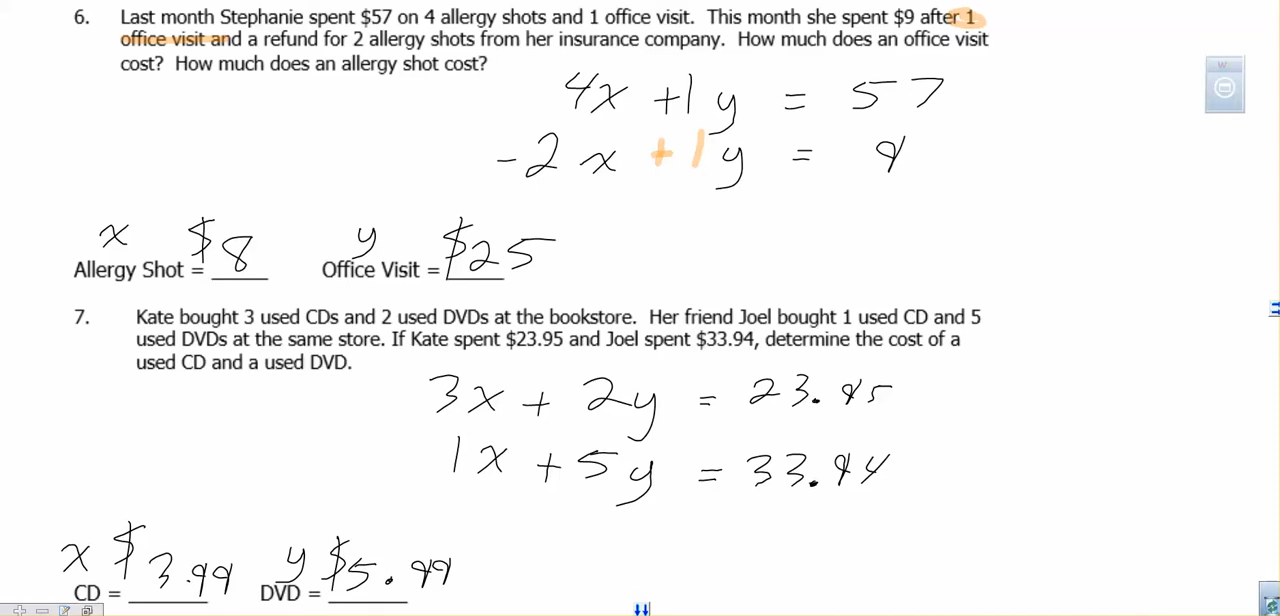 6. Last month Stephanie spent $57 on 4 allergy shots and 1 office visit. This month she spent $9 after 1
office visit and a refund for 2 allergy shots from her insurance company. How much does an office visit
cost? How much does an allergy shot cost?
4x +1y = 57
-2x +1y = 9
x $8 y $25
Allergy Shot = ____ Office Visit = ____
7. Kate bought 3 used CDs and 2 used DVDs at the bookstore. Her friend Joel bought 1 used CD and 5
used DVDs at the same store. If Kate spent $23.95 and Joel spent $33.94, determine the cost of a
used CD and a used DVD.
3x + 2y = 23.95
1x + 5y = 33.94
x $3.99 y $5.99
CD = ____ DVD = ____